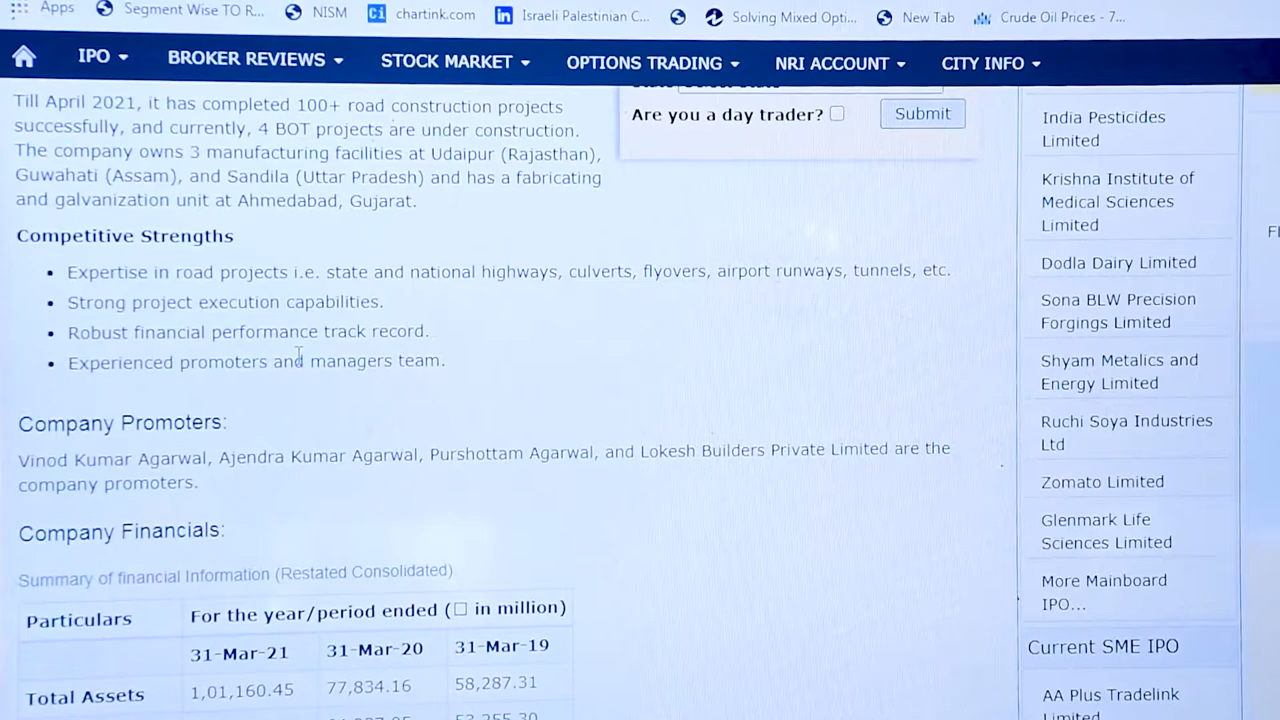 Apps
Segment Wise TO R...
NISM
chartink.com
Israeli Palestinian C...
Solving Mixed Opti...
New Tab
Crude Oil Prices - 7...
IPO
BROKER REVIEWS
STOCK MARKET
OPTIONS TRADING
NRI ACCOUNT
CITY INFO
Till April 2021, it has completed 100+ road construction projects
successfully, and currently, 4 BOT projects are under construction.
The company owns 3 manufacturing facilities at Udaipur (Rajasthan),
Guwahati (Assam), and Sandila (Uttar Pradesh) and has a fabricating
and galvanization unit at Ahmedabad, Gujarat.
Are you a day trader?
Submit
Competitive Strengths
• Expertise in road projects i.e. state and national highways, culverts, flyovers, airport runways, tunnels, etc.
• Strong project execution capabilities.
• Robust financial performance track record.
• Experienced promoters and managers team.
Company Promoters:
Vinod Kumar Agarwal, Ajendra Kumar Agarwal, Purshottam Agarwal, and Lokesh Builders Private Limited are the
company promoters.
Company Financials:
Summary of financial Information (Restated Consolidated)
Particulars For the year/period ended (□ in million)
31-Mar-21 31-Mar-20 31-Mar-19
Total Assets 1,01,160.45 77,834.16 58,287.31
India Pesticides
Limited
Krishna Institute of
Medical Sciences
Limited
Dodla Dairy Limited
Sona BLW Precision
Forgings Limited
Shyam Metalics and
Energy Limited
Ruchi Soya Industries
Ltd
Zomato Limited
Glenmark Life
Sciences Limited
More Mainboard
IPO...
Current SME IPO
AA Plus Tradelink
Limited